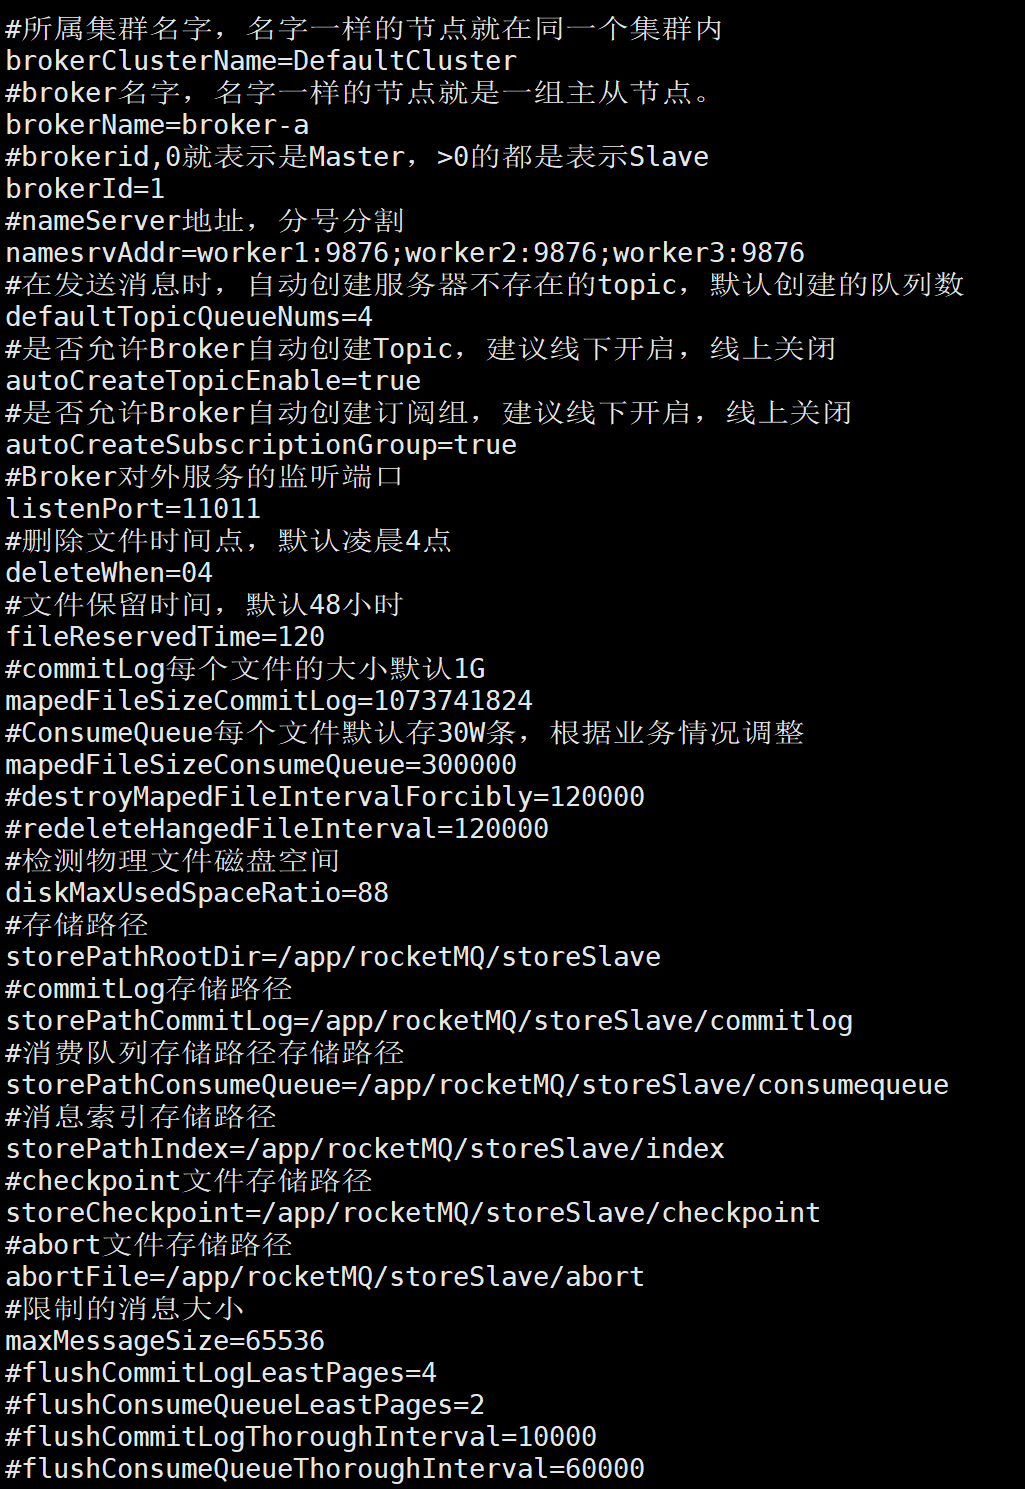 #所属集群名字，名字一样的节点就在同一个集群内
brokerClusterName=DefaultCluster
#broker名字，名字一样的节点就是一组主从节点。
brokerName=broker-a
#brokerid,0就表示是Master，>0的都是表示Slave
brokerId=1
#nameServer地址，分号分割
namesrvAddr=worker1:9876;worker2:9876;worker3:9876
#在发送消息时，自动创建服务器不存在的topic，默认创建的队列数
defaultTopicQueueNums=4
#是否允许Broker自动创建Topic，建议线下开启，线上关闭
autoCreateTopicEnable=true
#是否允许Broker自动创建订阅组，建议线下开启，线上关闭
autoCreateSubscriptionGroup=true
#Broker对外服务的监听端口
listenPort=11011
#删除文件时间点，默认凌晨4点
deleteWhen=04
#文件保留时间，默认48小时
fileReservedTime=120
#commitLog每个文件的大小默认1G
mapedFileSizeCommitLog=1073741824
#ConsumeQueue每个文件默认存30W条，根据业务情况调整
mapedFileSizeConsumeQueue=300000
#destroyMapedFileIntervalForcibly=120000
#redeleteHangedFileInterval=120000
#检测物理文件磁盘空间
diskMaxUsedSpaceRatio=88
#存储路径
storePathRootDir=/app/rocketMQ/storeSlave
#commitLog存储路径
storePathCommitLog=/app/rocketMQ/storeSlave/commitlog
#消费队列存储路径存储路径
storePathConsumeQueue=/app/rocketMQ/storeSlave/consumequeue
#消息索引存储路径
storePathIndex=/app/rocketMQ/storeSlave/index
#checkpoint文件存储路径
storeCheckpoint=/app/rocketMQ/storeSlave/checkpoint
#abort文件存储路径
abortFile=/app/rocketMQ/storeSlave/abort
#限制的消息大小
maxMessageSize=65536
#flushCommitLogLeastPages=4
#flushConsumeQueueLeastPages=2
#flushCommitLogThoroughInterval=10000
#flushConsumeQueueThoroughInterval=60000